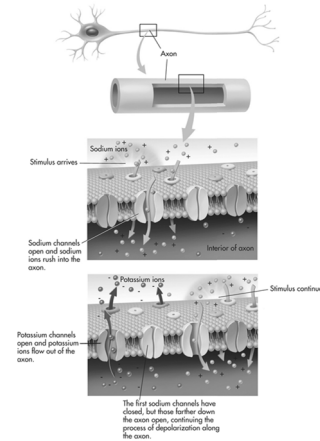 Axon
Sodium ions
Stimulus arrives
Sodium channels
open and sodium
ions rush into the
axon.
Interior of axon
Potassium ions
Stimulus continu
Potassium channels
open and potassium
ions flow out of the
axon.
The first sodium channels have
closed, but those farther down
the axon open, continuing the
process of depolarization along
the axon.